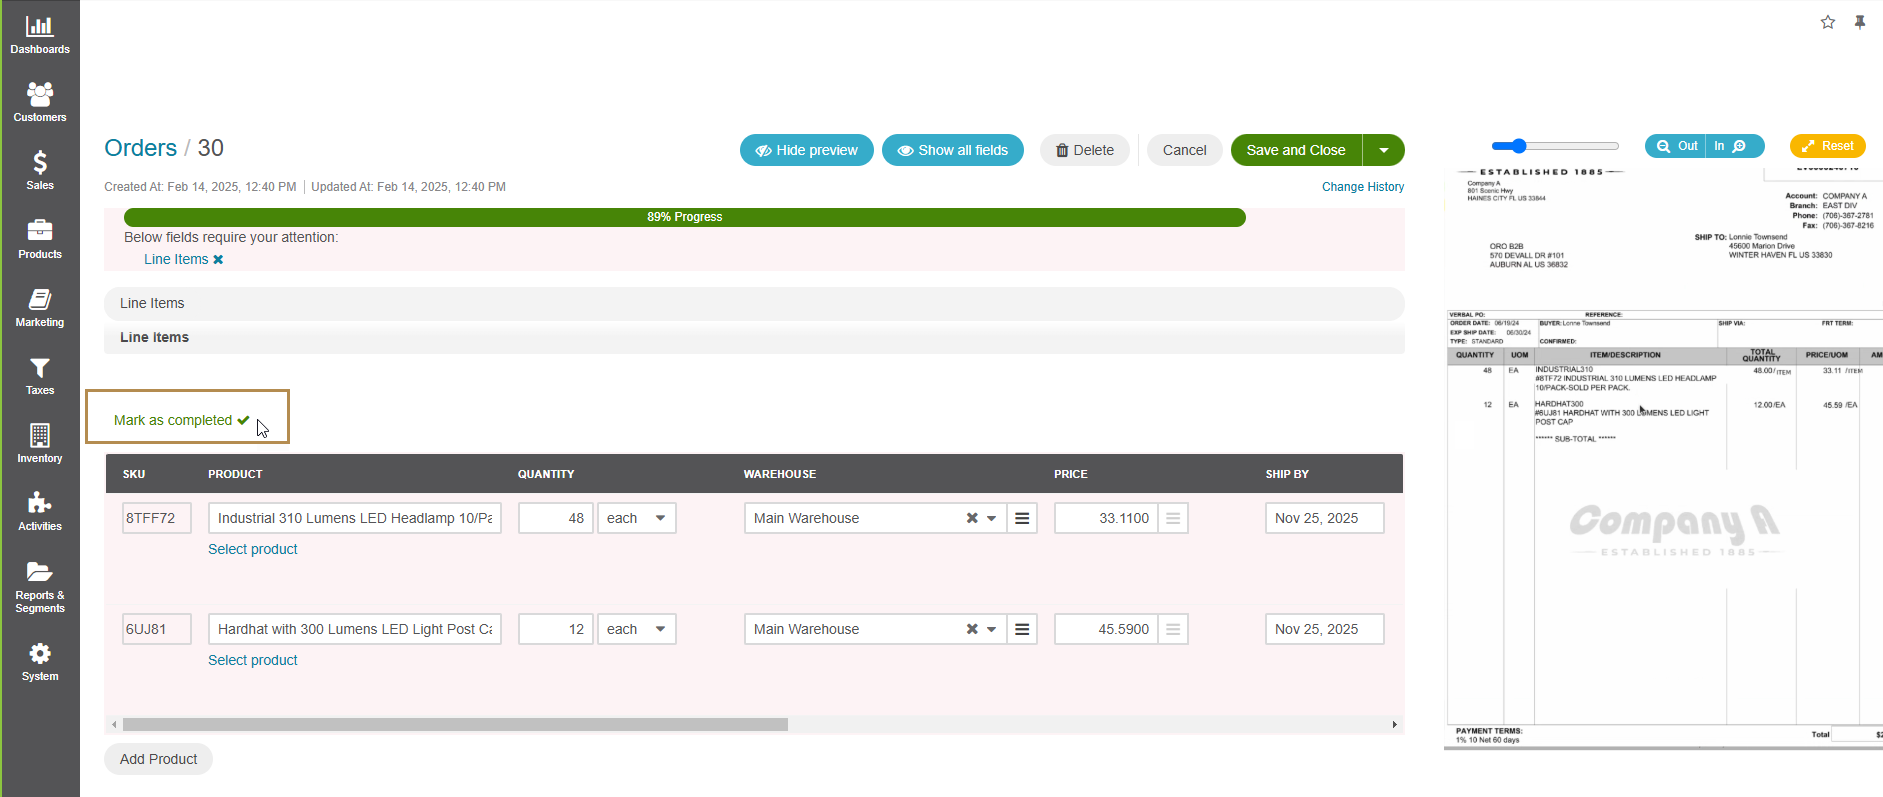 Dashboards
Customers
Sales
Products
Marketing
Taxes
Inventory
Activities
Reports &
Segments
System
Orders / 30
Hide preview
Show all fields
Delete
Cancel
Save and Close
Created At: Feb 14, 2025, 12:40 PM
Updated At: Feb 14, 2025, 12:40 PM
Change History
89% Progress
Below fields require your attention:
Line Items
Line Items
Line Items
Mark as completed
SKU PRODUCT QUANTITY WAREHOUSE PRICE SHIP BY
8TFF72 Industrial 310 Lumens LED Headlamp 10/Pa 48 each Main Warehouse 33.1100 Nov 25, 2025
Select product
6UJ81 Hardhat with 300 Lumens LED Light Post Ca 12 each Main Warehouse 45.5900 Nov 25, 2025
Select product
Add Product
Out In Reset
ESTABLISHED 1885
Company A
801 Scenic Hwy
HAINES CITY FL US 33844
Account: COMPANY A
Branch: EAST DIV
Phone: (706)-367-2781
Fax: (706)-367-8216
ORO B2B
570 DEVALL DR #101
AUBURN AL US 36832
SHIP TO: Lonnie Townsend
45600 Marion Drive
WINTER HAVEN FL US 33830
VERBAL PO: REFERENCE:
ORDER DATE: 06/19/24 BUYER: Lonne Townsend SHIP VIA: FRT TERM:
EXP SHIP DATE: 06/30/24
TYPE: STANDARD CONFIRMED:
QUANTITY UOM ITEM/DESCRIPTION TOTAL QUANTITY PRICE/UOM AM
48 EA INDUSTRIAL310 48.00/ITEM 33.11 /ITEM
#8TF72 INDUSTRIAL 310 LUMENS LED HEADLAMP
10/PACK-SOLD PER PACK.
12 EA HARDHAT300 12.00/EA 45.59 /EA
#6UJ81 HARDHAT WITH 300 LUMENS LED LIGHT
POST CAP
****** SUB-TOTAL ******
Company A
ESTABLISHED 1885
PAYMENT TERMS:
1% 10 Net 60 days
Total $2